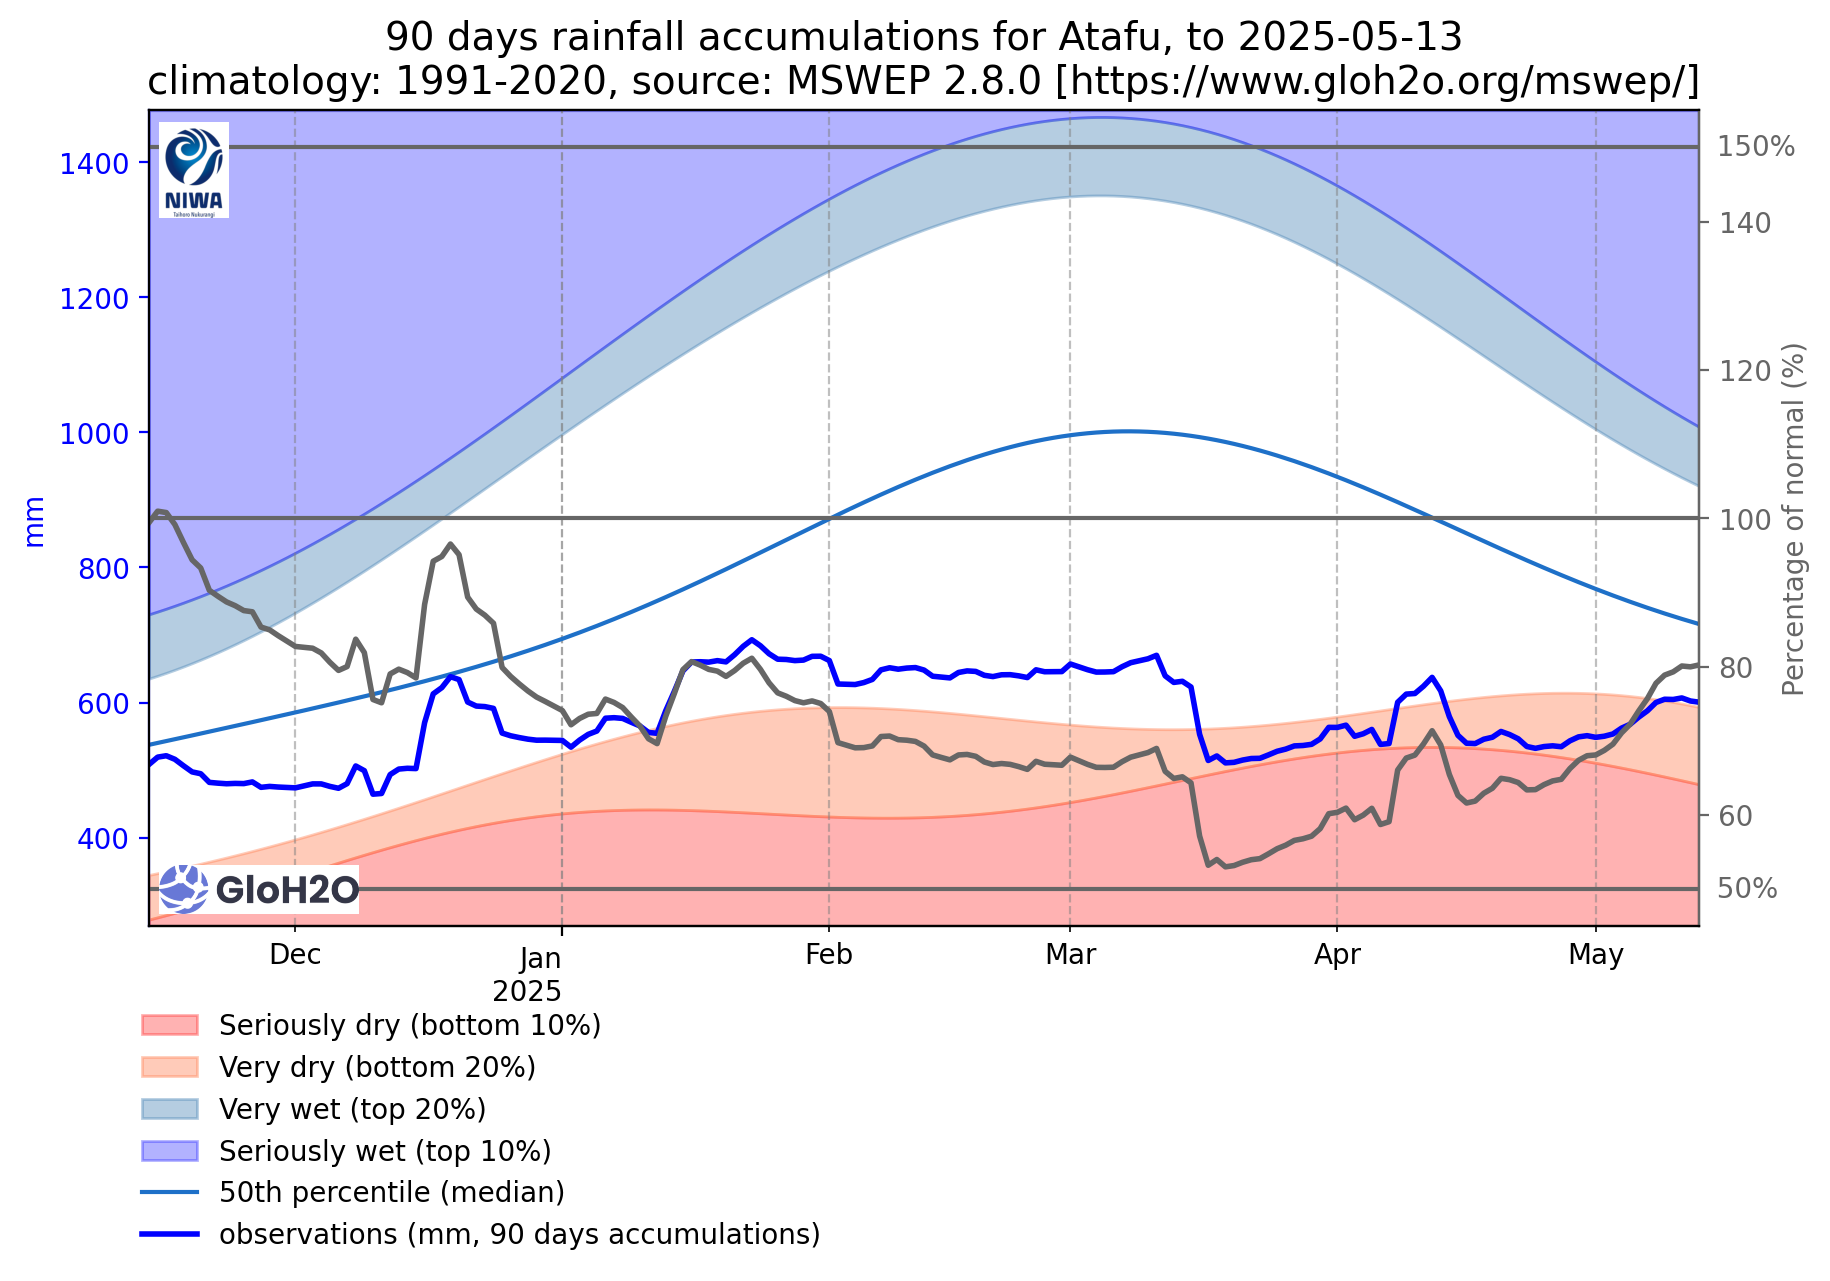 90 days rainfall accumulations for Atafu, to 2025-05-13
climatology: 1991-2020, source: MSWEP 2.8.0 [https://www.gloh2o.org/mswep/]
NIWA
Taihoro Nukurangi
1400
1200
1000
800
600
400
mm
150%
140
120
100
80
60
50%
Percentage of normal (%)
GloH2O
Dec
Jan
2025
Feb
Mar
Apr
May
Seriously dry (bottom 10%)
Very dry (bottom 20%)
Very wet (top 20%)
Seriously wet (top 10%)
50th percentile (median)
observations (mm, 90 days accumulations)